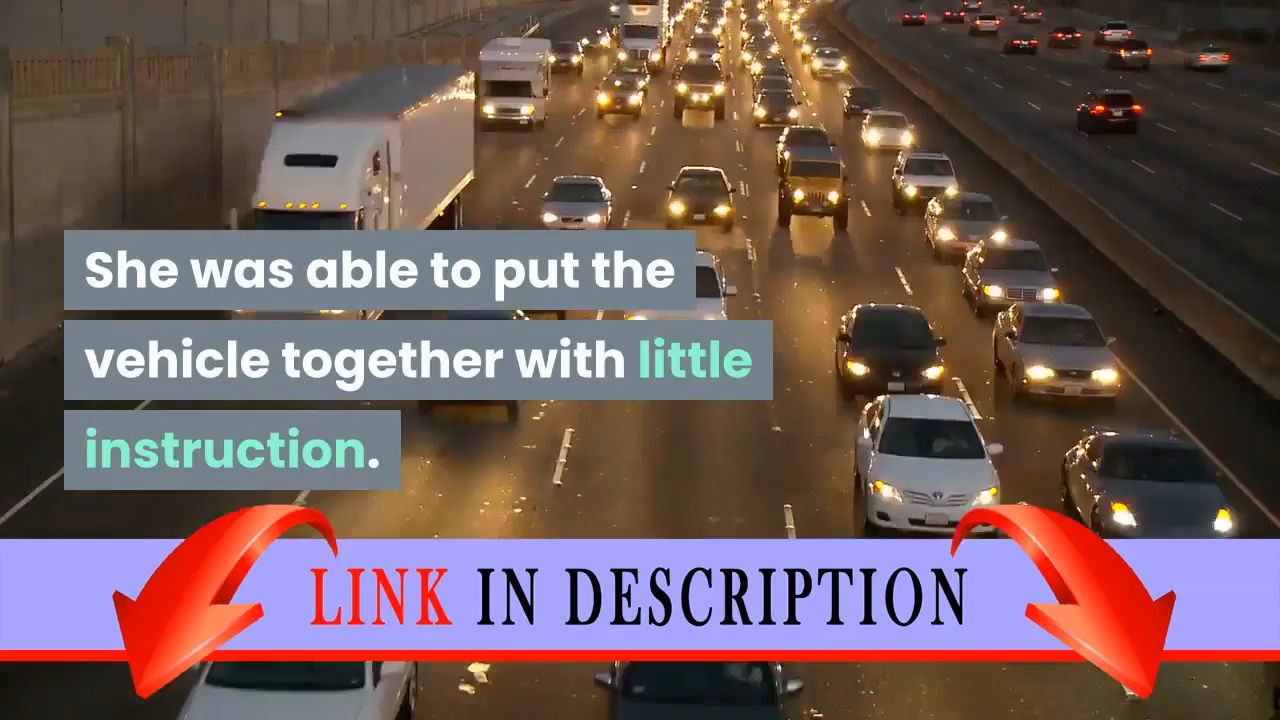 She was able to put the
vehicle together with little
instruction.
LINK IN DESCRIPTION